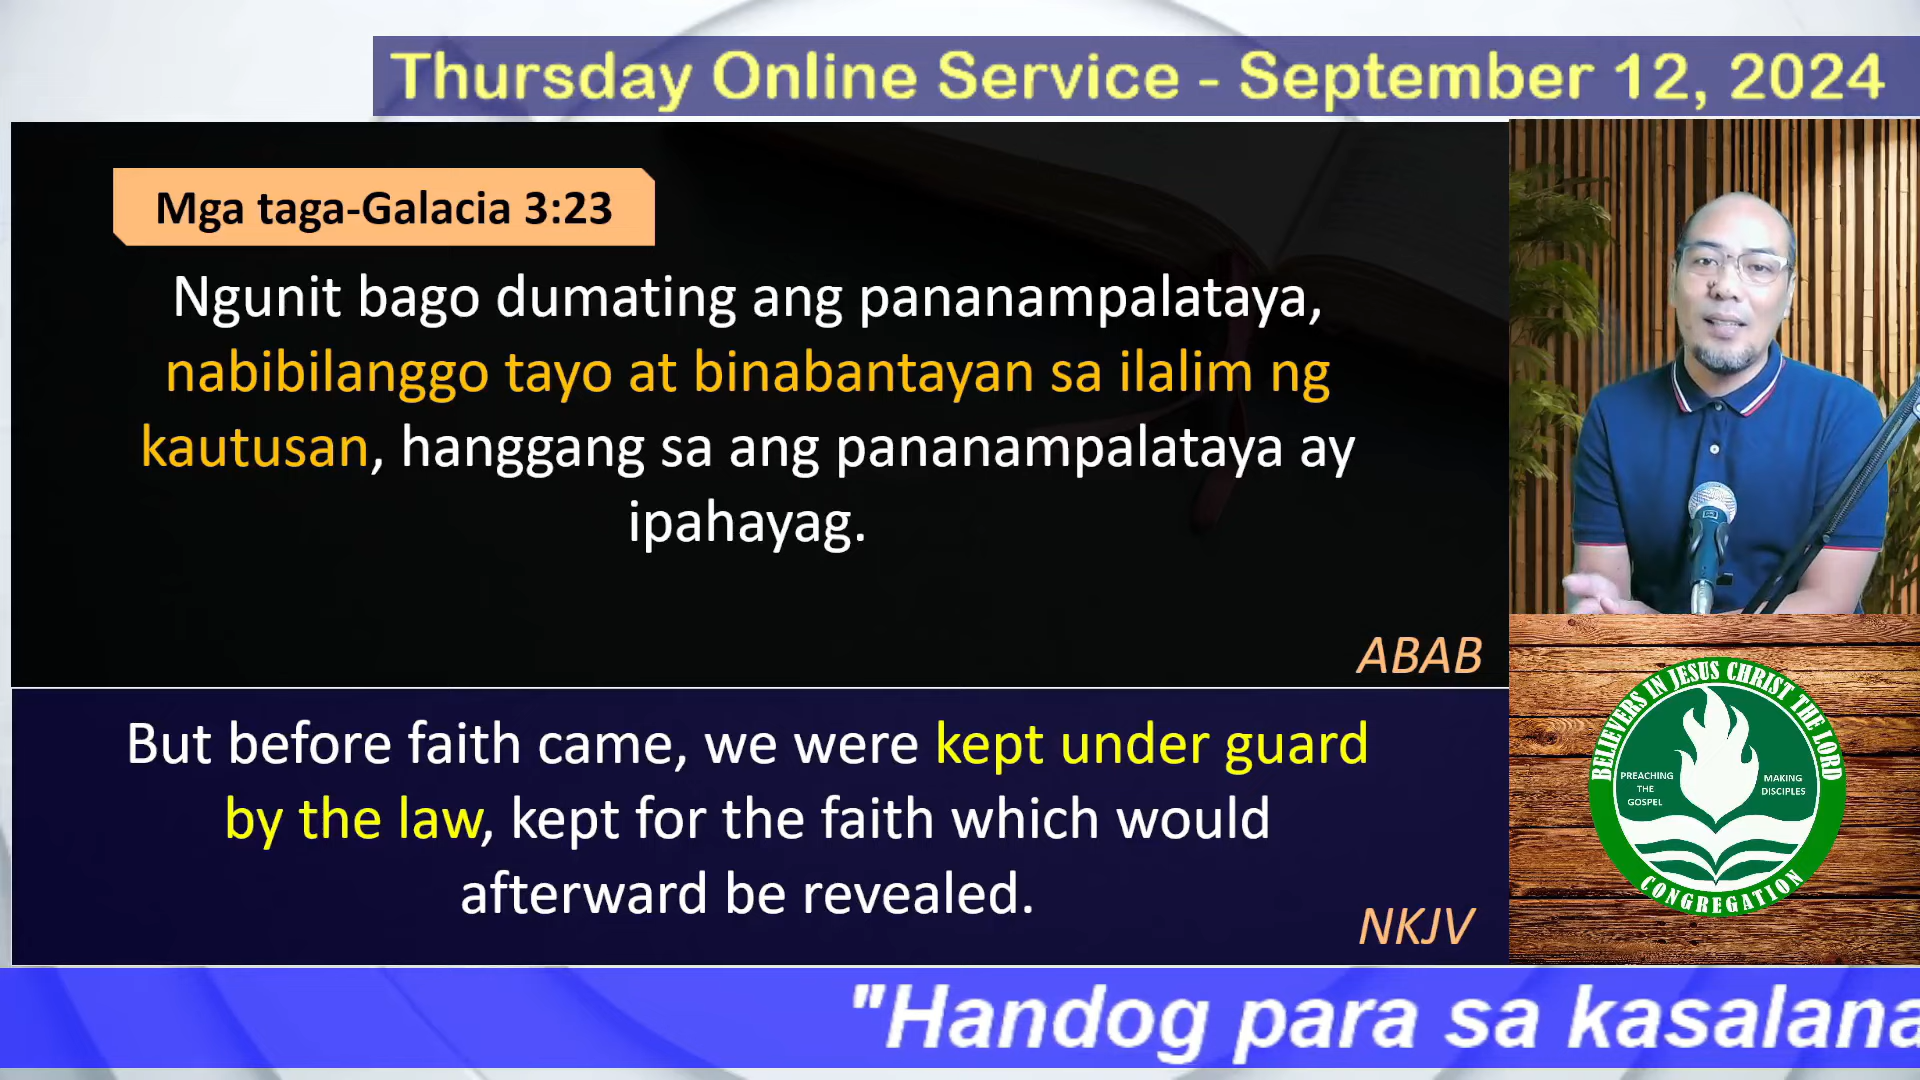 Thursday Online Service - September 12, 2024
Mga taga-Galacia 3:23
Ngunit bago dumating ang pananampalataya,
nabibilanggo tayo at binabantayan sa ilalim ng
kautusan, hanggang sa ang pananampalataya ay
ipahayag.
ABAB
But before faith came, we were kept under guard
by the law, kept for the faith which would
afterward be revealed.
NKJV
BELIEVERS IN JESUS CHRIST THE LORD
PREACHING
THE
GOSPEL
MAKING
DISCIPLES
CONGREGATION
"Handog para sa kasalana